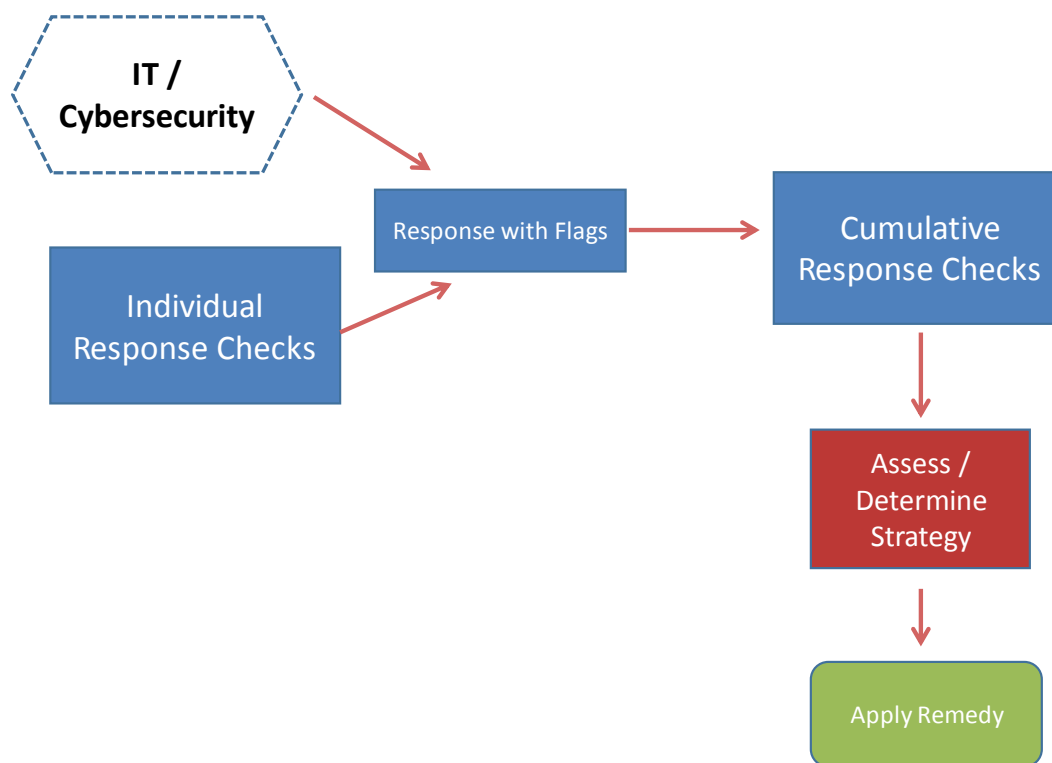 IT /
Cybersecurity
Response with Flags
Individual
Response Checks
Cumulative
Response Checks
Assess /
Determine
Strategy
Apply Remedy